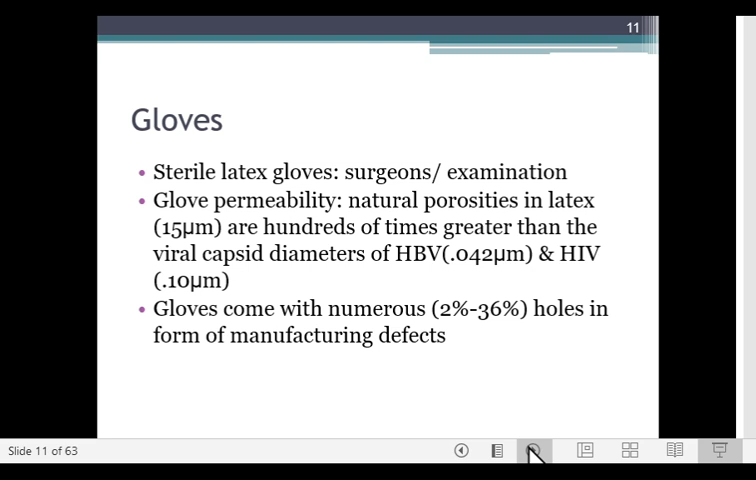 11
Gloves
• Sterile latex gloves: surgeons/ examination
• Glove permeability: natural porosities in latex
(15µm) are hundreds of times greater than the
viral capsid diameters of HBV(.042µm) & HIV
(.10µm)
• Gloves come with numerous (2%-36%) holes in
form of manufacturing defects
Slide 11 of 63